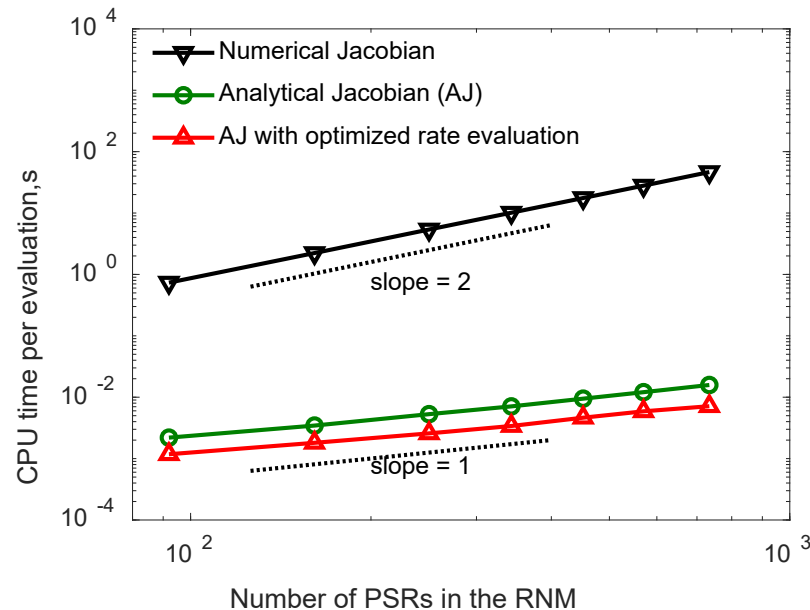 10 4
Numerical Jacobian
Analytical Jacobian (AJ)
AJ with optimized rate evaluation
10 2
10 0
slope = 2
10 -2
slope = 1
10 -4
10 2
10 3
CPU time per evaluation,s
Number of PSRs in the RNM